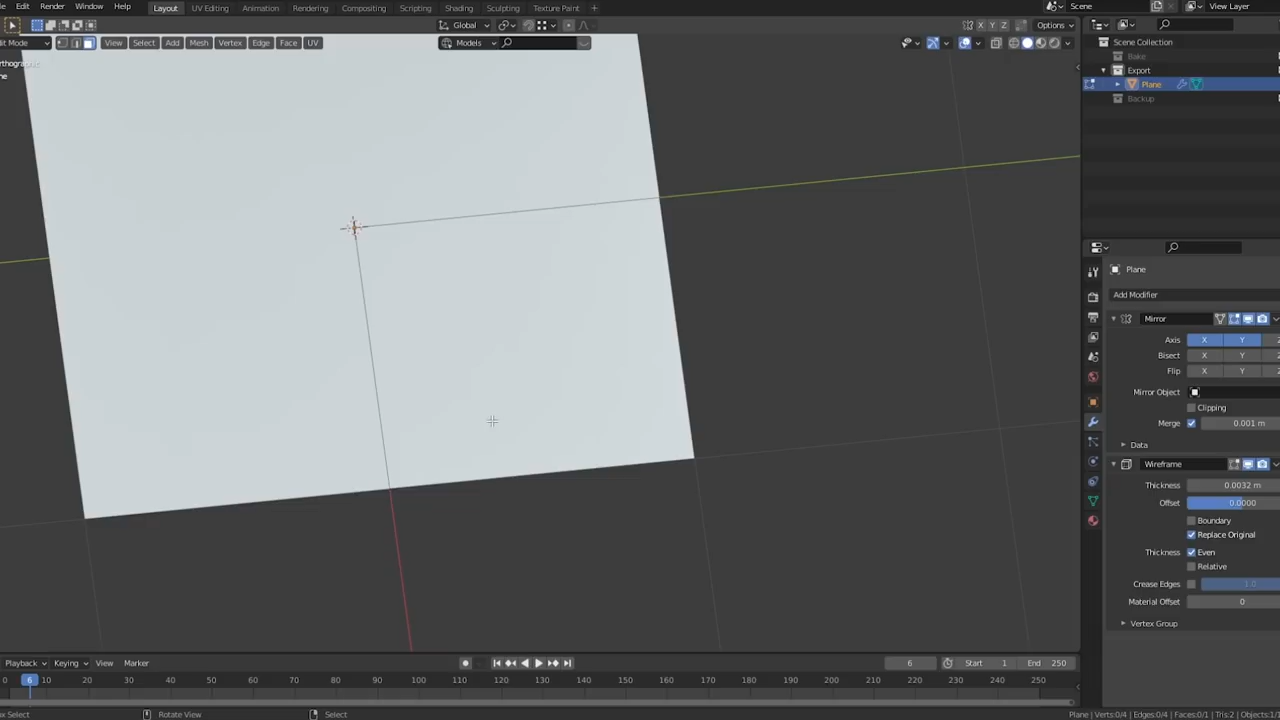 Edit Render Window Help Layout UV Editing Animation Rendering Compositing Scripting Shading Sculpting Texture Paint + Scene View Layer
Global X Y Z Options
dit Mode View Select Add Mesh Vertex Edge Face UV Models
Scene Collection
Bake
rthographic
ne
Export
Plane
Backup
Plane
Add Modifier
Mirror
Axis X Y Z
Bisect X Y Z
Flip X Y Z
Mirror Object
Clipping
Merge 0.001 m
Data
Wireframe
Thickness 0.0032 m
Offset 0.0000
Boundary
Replace Original
Thickness Even
Relative
Crease Edges 1.0
Material Offset 0
Vertex Group
Playback Keying View Marker 6 Start 1 End 250
0 6 10 20 30 40 50 60 70 80 90 100 110 120 130 140 150 160 170 180 190 200 210 220 230 240 250
ox Select Rotate View Select Plane | Verts:0/4 | Edges:0/4 | Faces:0/1 | Tris:2 | Objects:1/1